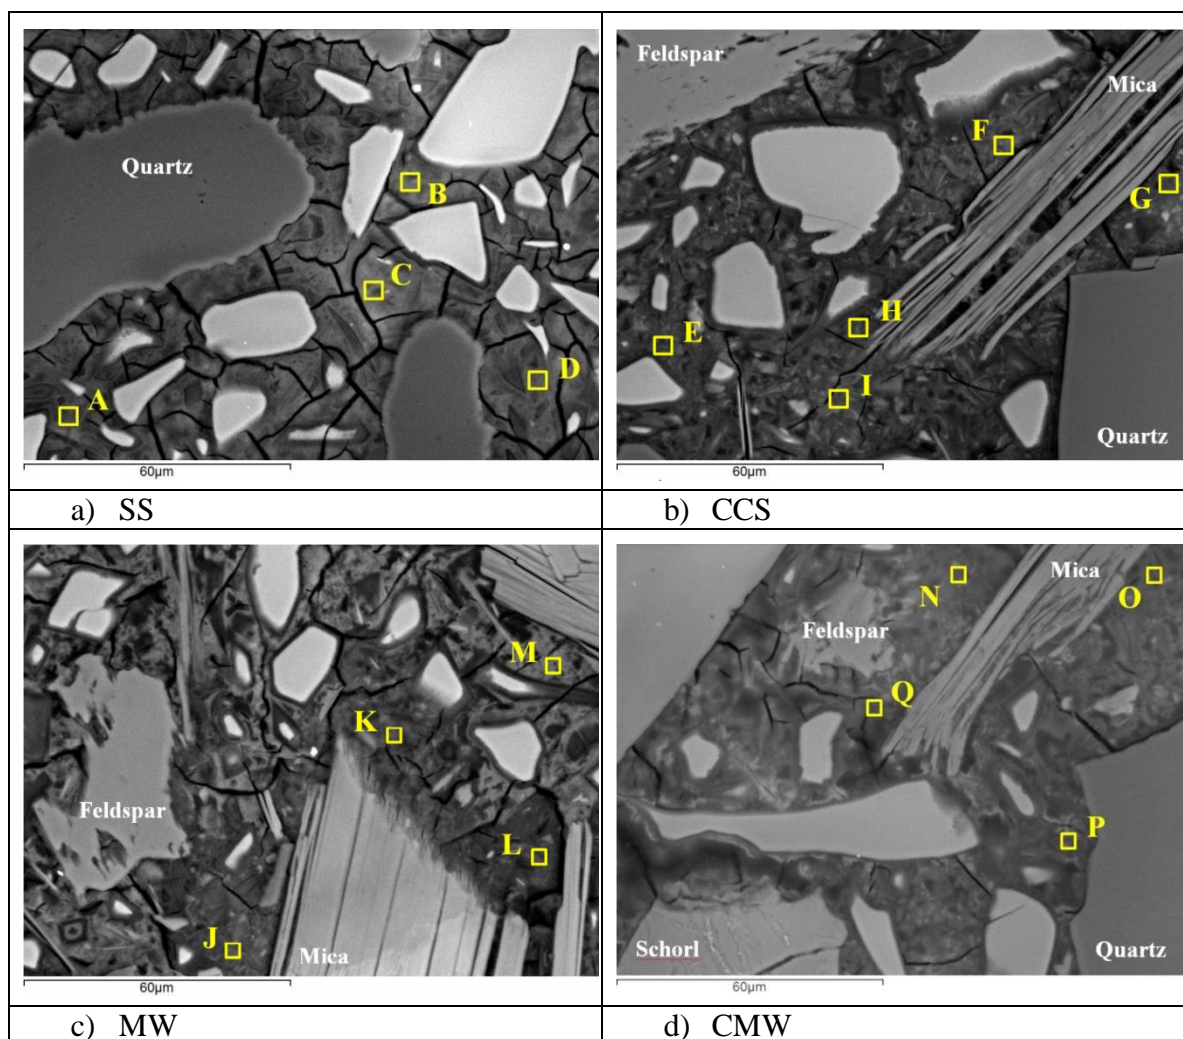 Quartz
B
C
D
A
60µm
a) SS
Feldspar
Mica
F
G
H
E
I
Quartz
60µm
b) CCS
M
K
Feldspar
L
J
Mica
60µm
c) MW
Mica
N
O
Feldspar
Q
P
Schorl
Quartz
60µm
d) CMW